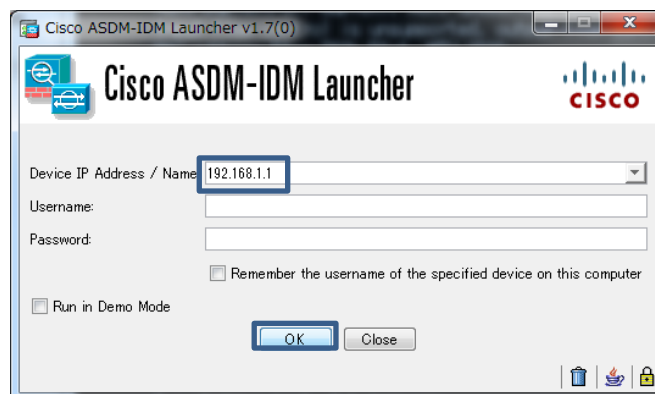 Cisco ASDM-IDM Launcher v1.7(0)
Cisco ASDM-IDM Launcher
CISCO
Device IP Address / Name 192.168.1.1
Username:
Password:
Remember the username of the specified device on this computer
Run in Demo Mode
OK Close